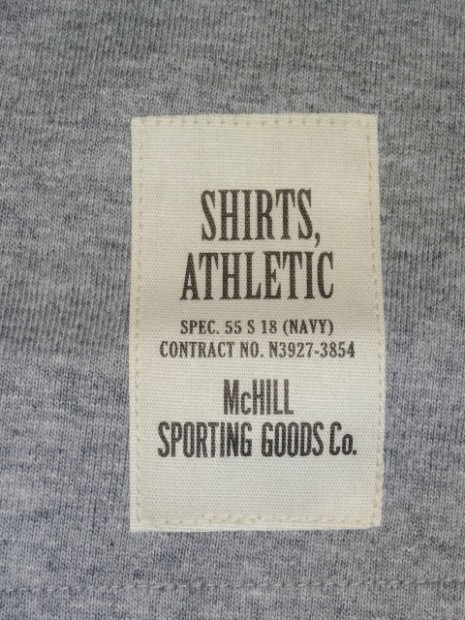 SHIRTS,
ATHLETIC
SPEC. 55 S 18 (NAVY)
CONTRACT NO. N3927-3854
McHILL
SPORTING GOODS Co.